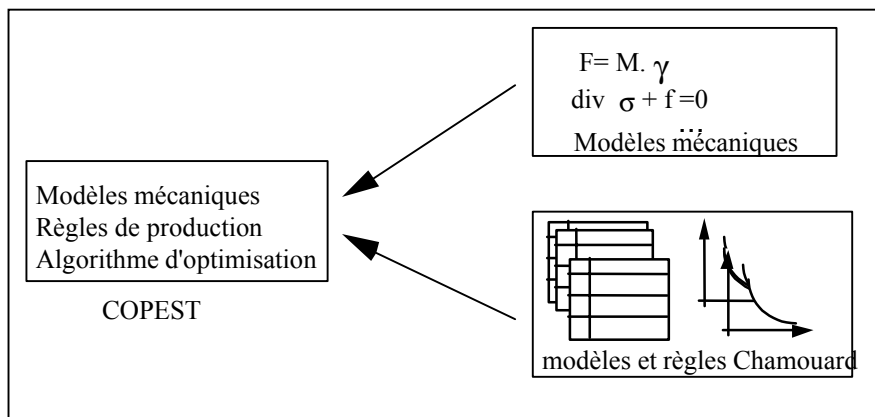 F= M. γ
div σ + f =0
...
Modèles mécaniques
Modèles mécaniques
Règles de production
Algorithme d'optimisation
COPEST
modèles et règles Chamouard